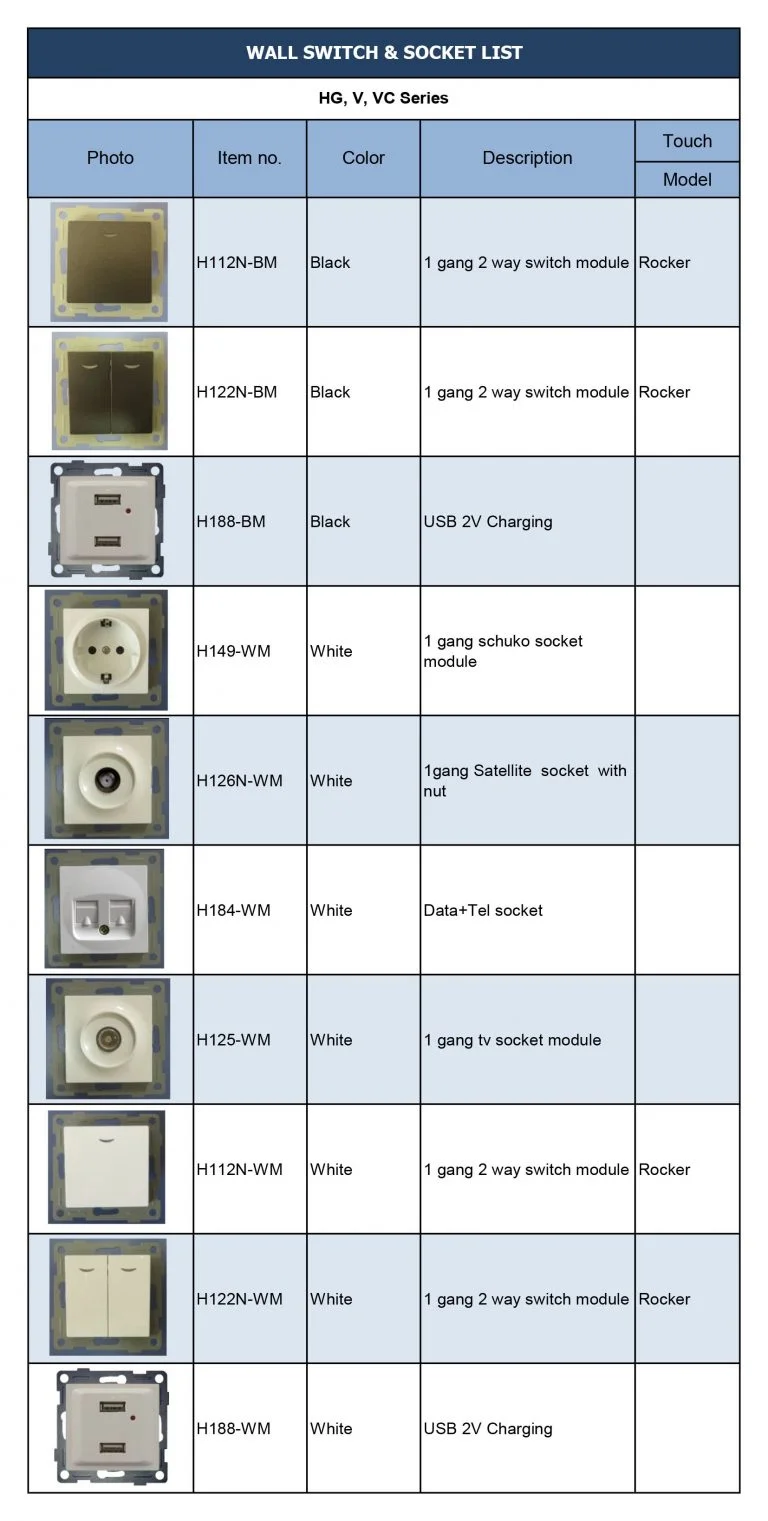 WALL SWITCH & SOCKET LIST
HG, V, VC Series
Photo Item no. Color Description Touch
Model
H112N-BM Black 1 gang 2 way switch module Rocker
H122N-BM Black 1 gang 2 way switch module Rocker
H188-BM Black USB 2V Charging
H149-WM White 1 gang schuko socket
module
H126N-WM White 1gang Satellite socket with
nut
H184-WM White Data+Tel socket
H125-WM White 1 gang tv socket module
H112N-WM White 1 gang 2 way switch module Rocker
H122N-WM White 1 gang 2 way switch module Rocker
H188-WM White USB 2V Charging